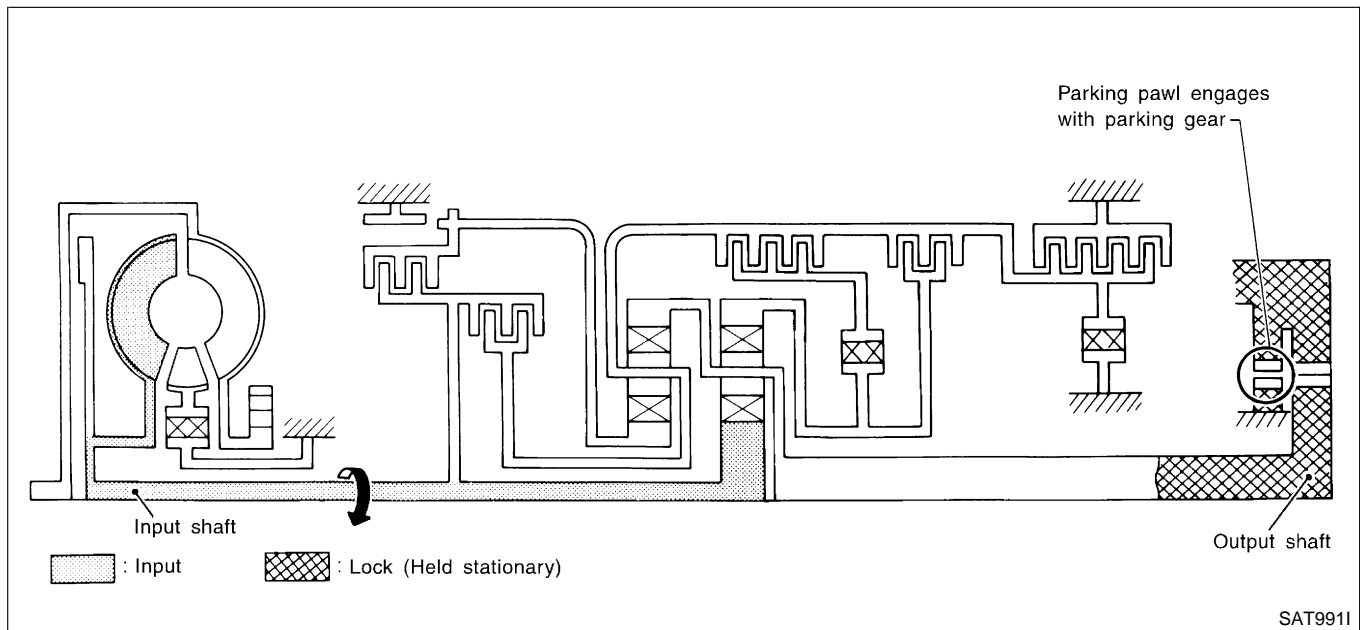 Parking pawl engages
with parking gear
Input shaft
Output shaft
: Input
: Lock (Held stationary)
SAT991I